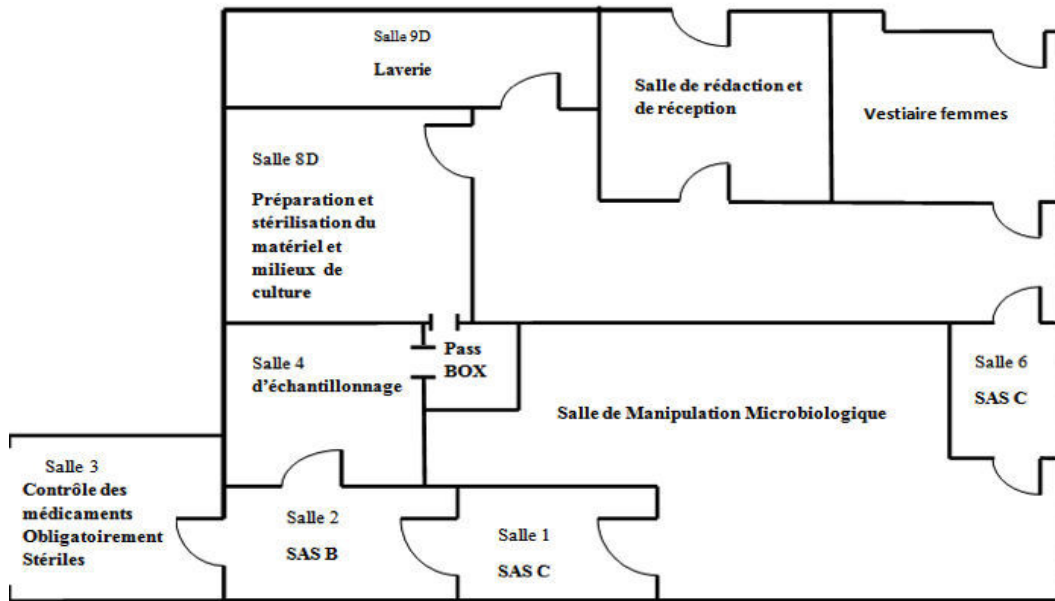 Salle 9D
Laverie
Salle de rédaction et
de réception
Vestiaire femmes
Salle 8D
Préparation et
stérilisation du
matériel et
milieux de
culture
Salle 4
d'échantillonnage
Pass
BOX
Salle 6
SAS C
Salle de Manipulation Microbiologique
Salle 3
Contrôle des
médicaments
Obligatoirement
Stériles
Salle 2
SAS B
Salle 1
SAS C